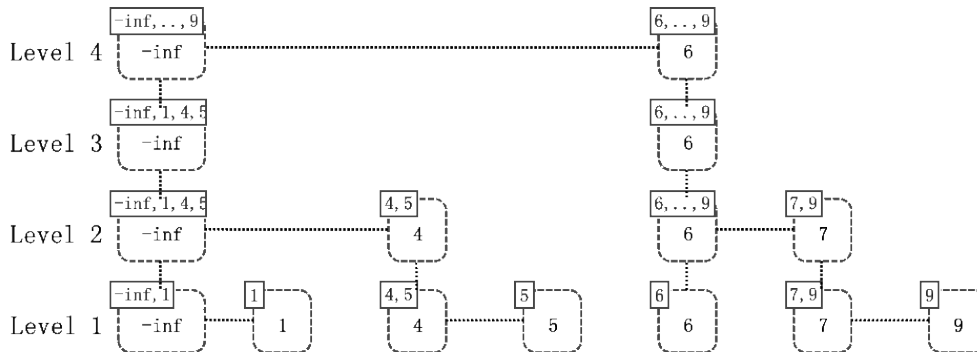 -inf,..,9 6,..,9
Level 4 -inf 6
-inf,1,4,5 6,..,9
Level 3 -inf 6
-inf,1,4,5 4,5 6,..,9 7,9
Level 2 -inf 4 6 7
-inf,1 1 4,5 5 6 7,9 9
Level 1 -inf 1 4 5 6 7 9